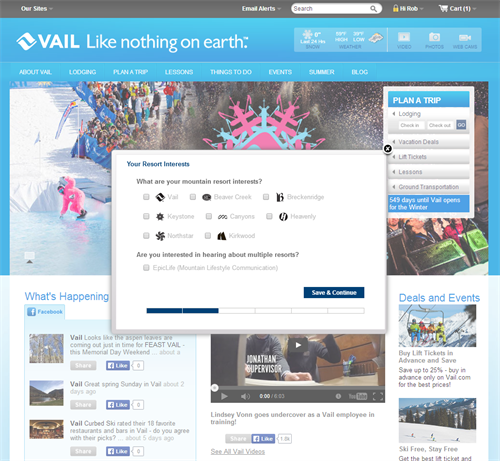 Our Sites
Email Alerts
Search
Hi Rob
Cart (1)
VAIL Like nothing on earth.™
0"
Last 24 Hrs
SNOW
59°F
HIGH
39°F
LOW
WEATHER
VIDEO
PHOTOS
WEB CAMS
ABOUT VAIL
LODGING
PLAN A TRIP
LESSONS
THINGS TO DO
EVENTS
SUMMER
BLOG
PLAN A TRIP
Lodging
Check in
Check out
GO
Vacation Deals
Lift Tickets
Lessons
Ground Transportation
549 days until Vail opens
for the Winter
Your Resort Interests
What are your mountain resort interests?
Vail
Beaver Creek
Breckenridge
Keystone
Canyons
Heavenly
Northstar
Kirkwood
Are you interested in hearing about multiple resorts?
EpicLife (Mountain Lifestyle Communication)
Save & Continue
What's Happening
Facebook
Vail Looks like the aspen leaves are
coming out just in time for FEAST VAIL -
this Memorial Day Weekend ... about a
Share
Like
0
Vail Great spring Sunday in Vail about 2
days ago
Share
Like
0
Vail Curbed Ski rated their 18 favorite
restaurants and bars in Vail - do you agree
with their picks? ... about 5 days ago
Share
Like
0
JONATHAN
SUPERVISOR
0:00 / 6:03
YouTube
Lindsey Vonn goes undercover as a Vail employee in
training!
Share
Like
1.0k
See All Vail Videos
Deals and Events
Buy Lift Tickets in
Advance and Save
Save up to 25% - buy in
advance only on Vail.com
for the best prices!
Ski Free, Stay Free
Get the best lift ticket and